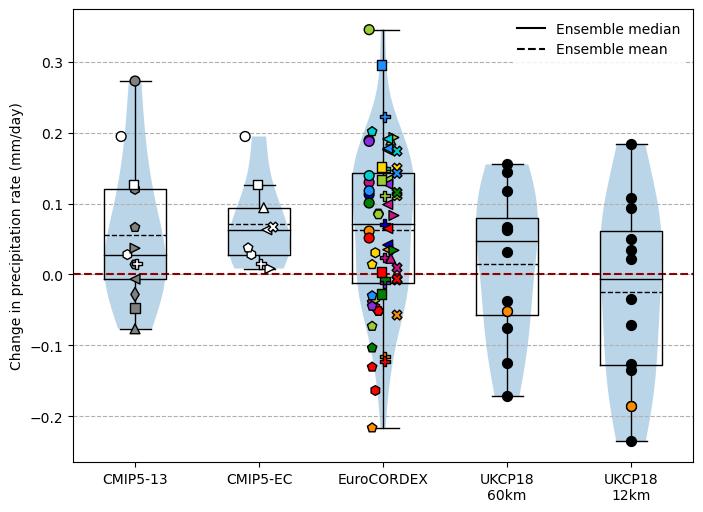 Ensemble median
Ensemble mean
Change in precipitation rate (mm/day)
0.3
0.2
0.1
0.0
−0.1
−0.2
CMIP5-13
CMIP5-EC
EuroCORDEX
UKCP18
60km
UKCP18
12km